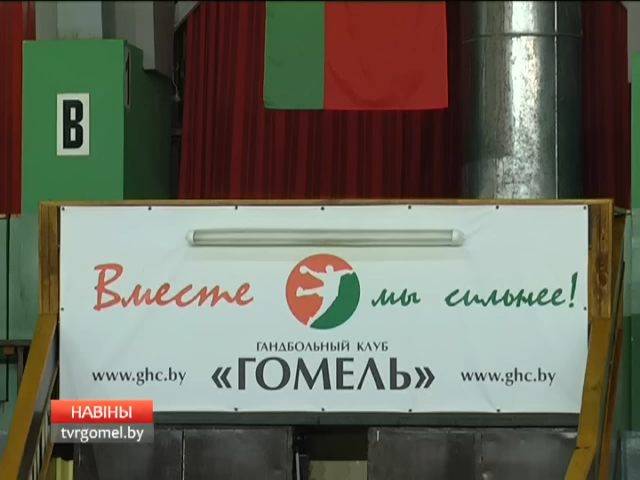 B
Вместе мы сильнее!
ГАНДБОЛЬНЫЙ КЛУБ
www.ghc.by «ГОМЕЛЬ» www.ghc.by
НАВІНЫ
tvrgomel.by